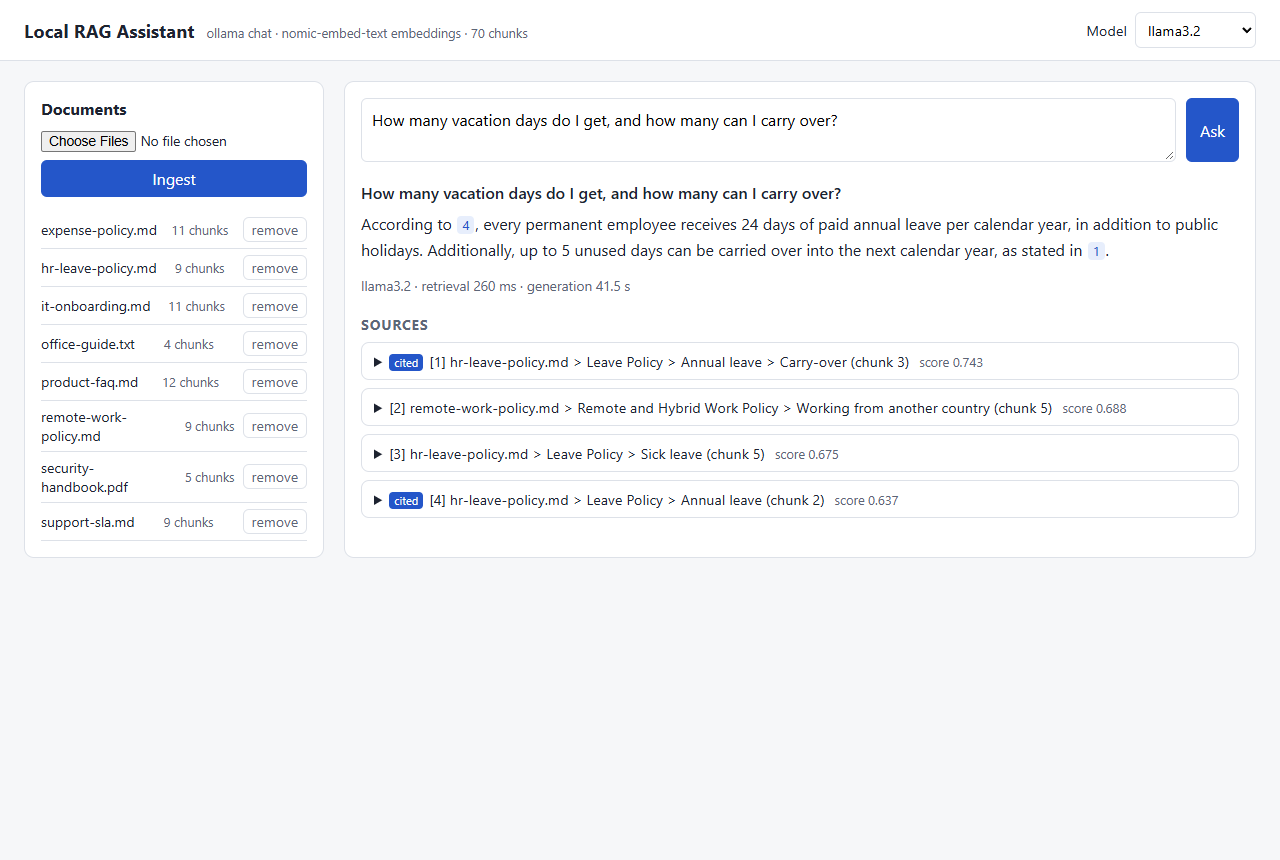 Local RAG Assistant ollama chat · nomic-embed-text embeddings · 70 chunks
Model llama3.2
Documents
Choose Files No file chosen
Ingest
expense-policy.md 11 chunks remove
hr-leave-policy.md 9 chunks remove
it-onboarding.md 11 chunks remove
office-guide.txt 4 chunks remove
product-faq.md 12 chunks remove
remote-work-
policy.md 9 chunks remove
security-
handbook.pdf 5 chunks remove
support-sla.md 9 chunks remove
How many vacation days do I get, and how many can I carry over?
Ask
How many vacation days do I get, and how many can I carry over?
According to 4, every permanent employee receives 24 days of paid annual leave per calendar year, in addition to public
holidays. Additionally, up to 5 unused days can be carried over into the next calendar year, as stated in 1.
llama3.2 · retrieval 260 ms · generation 41.5 s
SOURCES
cited [1] hr-leave-policy.md > Leave Policy > Annual leave > Carry-over (chunk 3) score 0.743
[2] remote-work-policy.md > Remote and Hybrid Work Policy > Working from another country (chunk 5) score 0.688
[3] hr-leave-policy.md > Leave Policy > Sick leave (chunk 5) score 0.675
cited [4] hr-leave-policy.md > Leave Policy > Annual leave (chunk 2) score 0.637